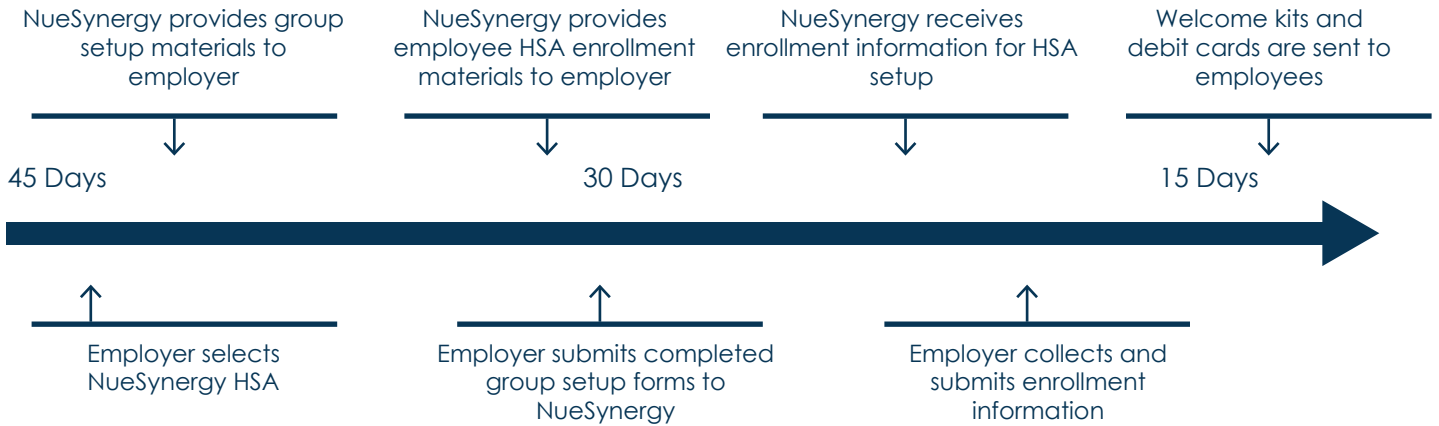 NueSynergy provides group
setup materials to
employer
NueSynergy provides
employee HSA enrollment
materials to employer
NueSynergy receives
enrollment information for HSA
setup
Welcome kits and
debit cards are sent to
employees
45 Days
30 Days
15 Days
Employer selects
NueSynergy HSA
Employer submits completed
group setup forms to
NueSynergy
Employer collects and
submits enrollment
information